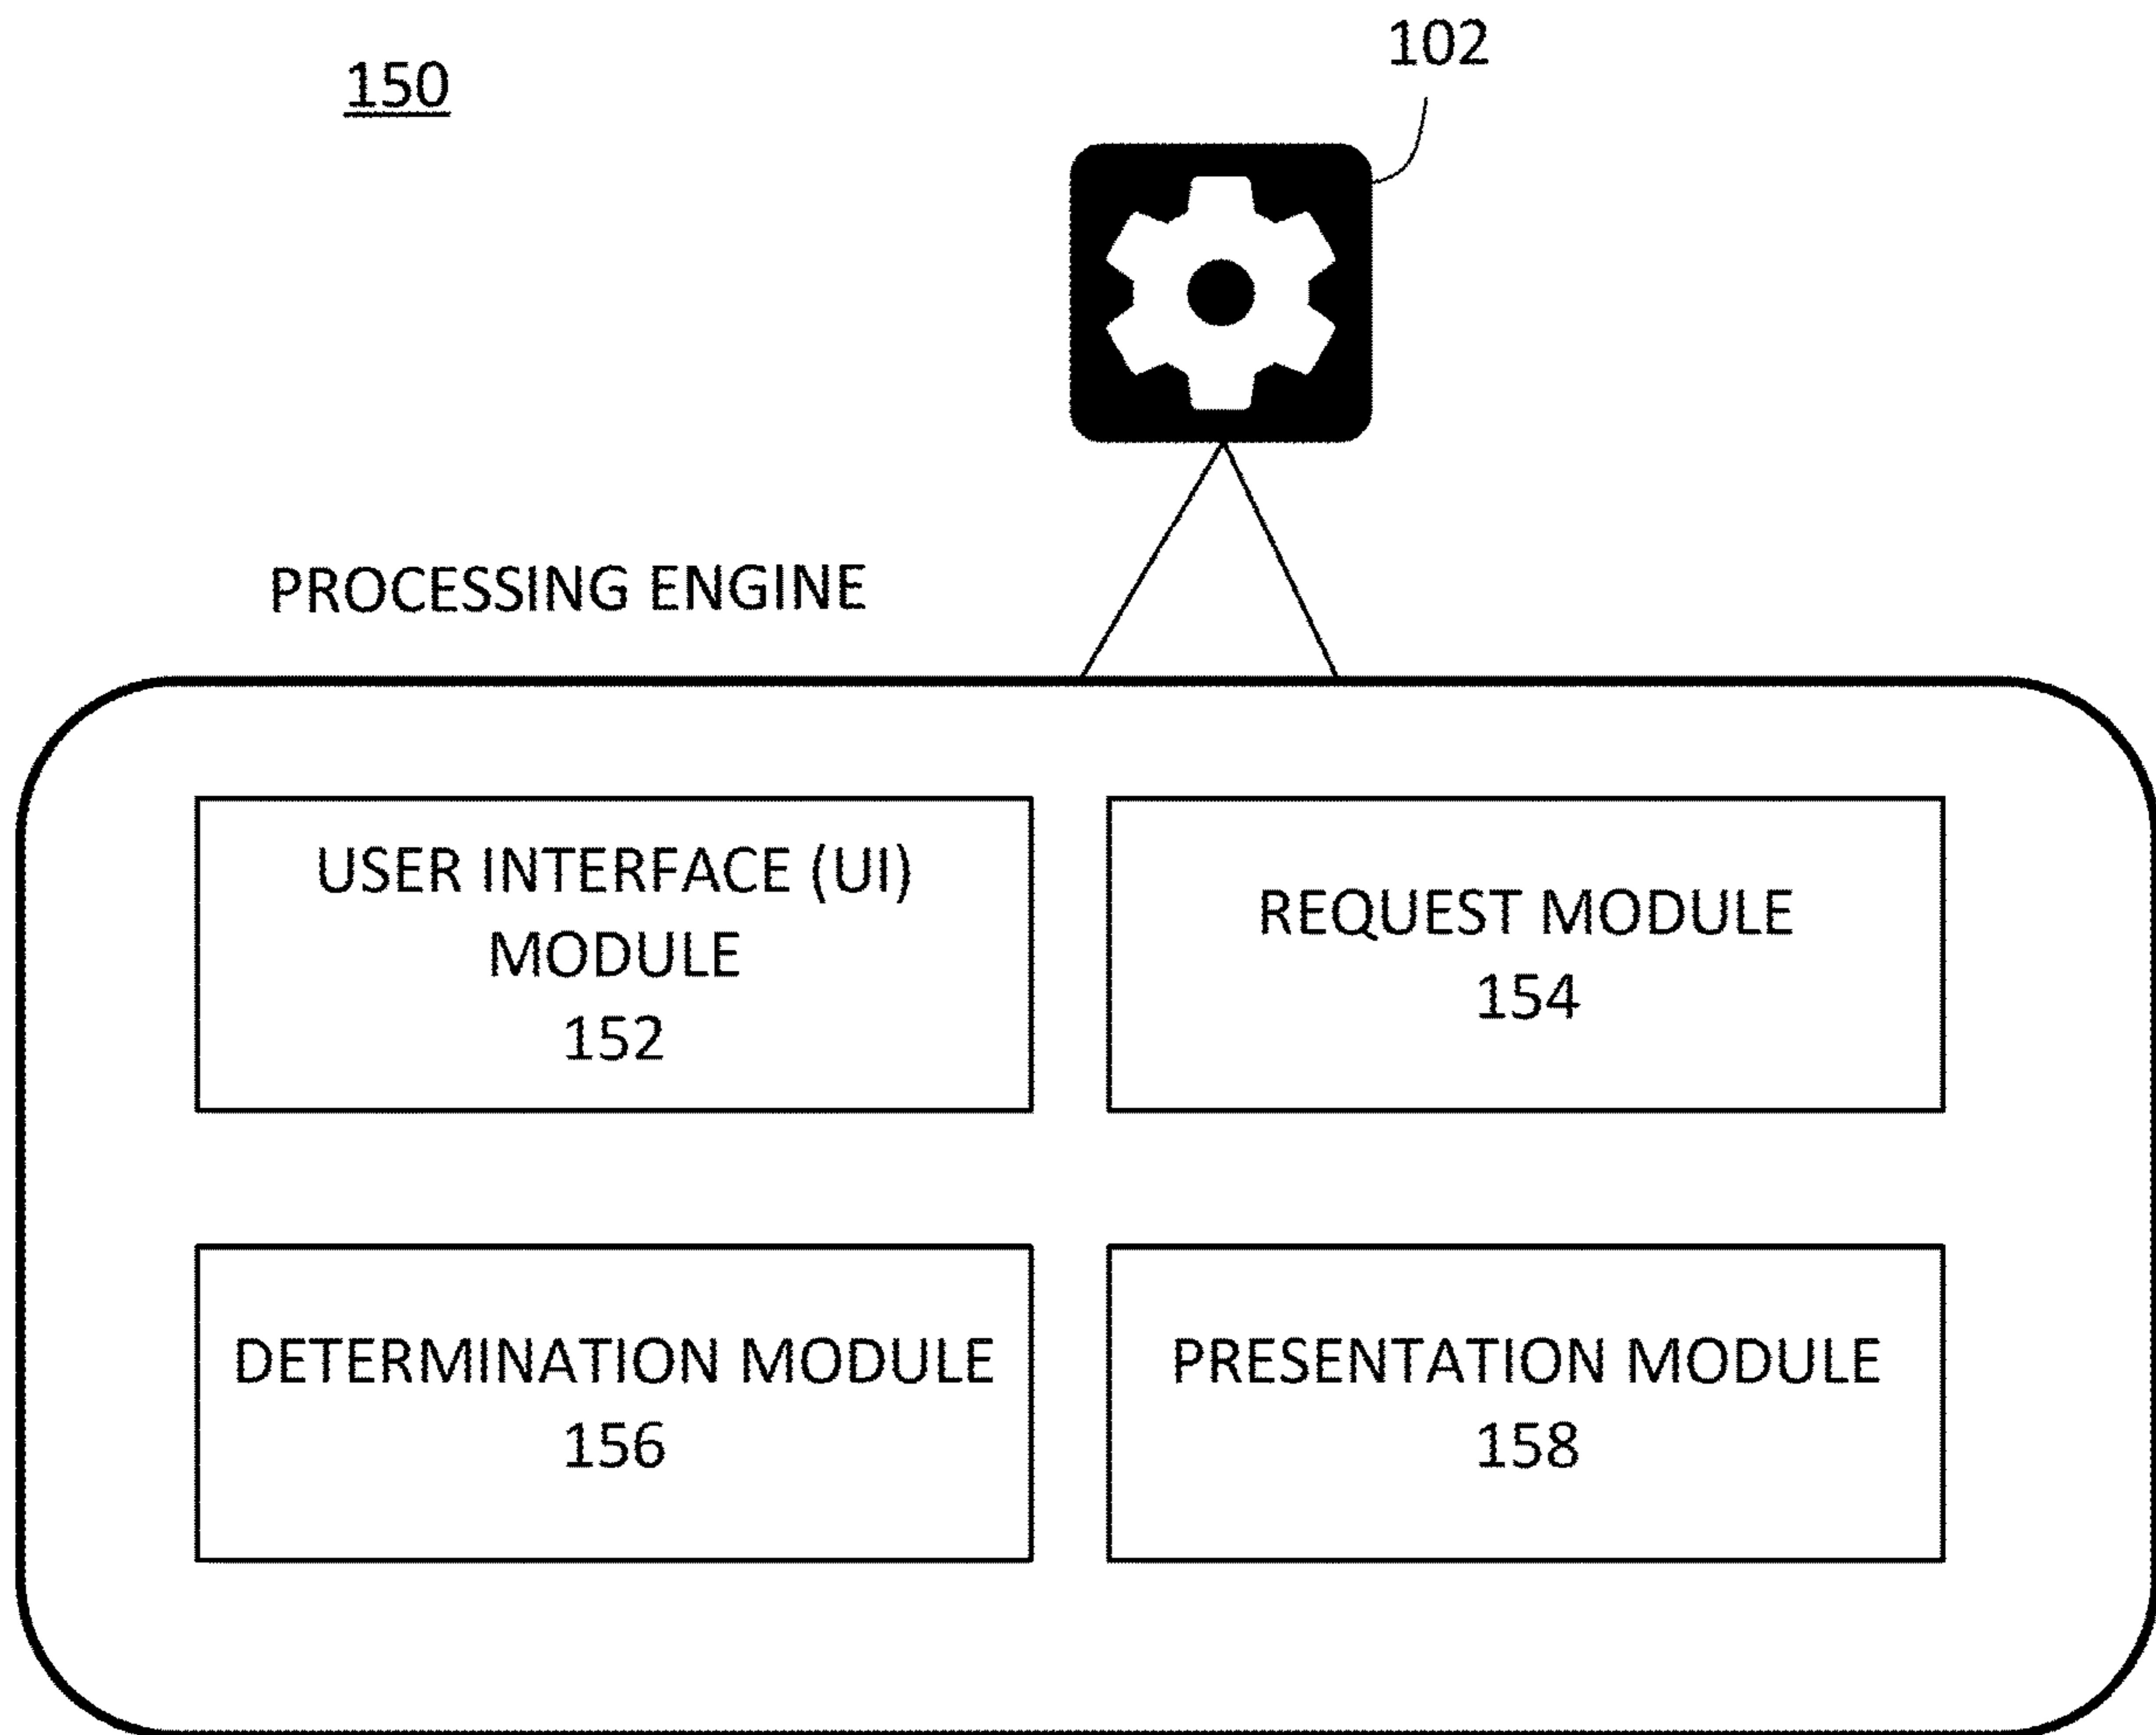 150
102
PROCESSING ENGINE
USER INTERFACE (UI)
MODULE
152
REQUEST MODULE
154
DETERMINATION MODULE
156
PRESENTATION MODULE
158